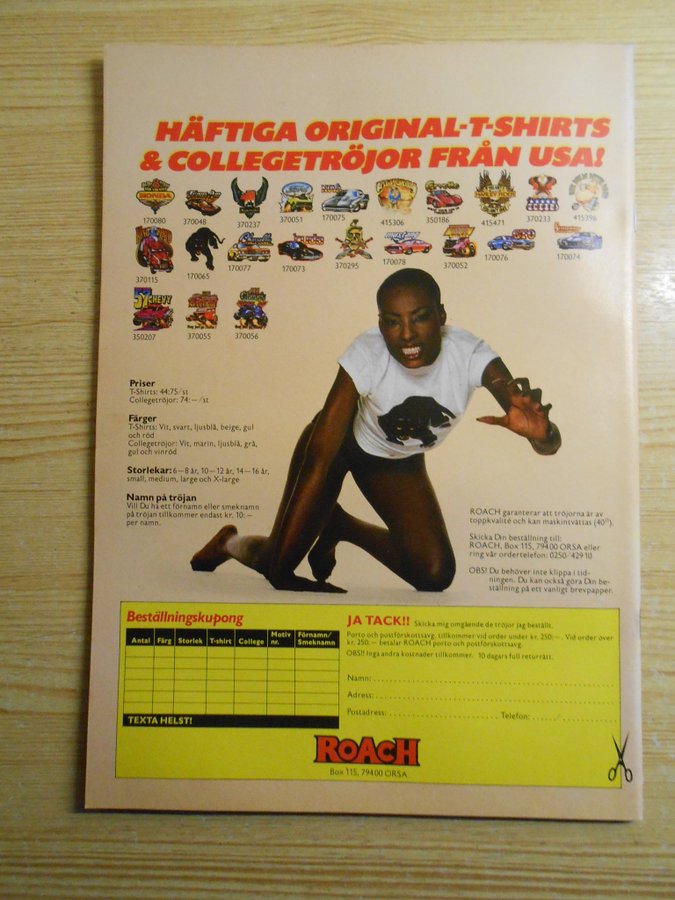 HÄFTIGA ORIGINAL-T-SHIRTS
& COLLEGETRÖJOR FRÅN USA!
170080
370048
370237
370051
170075
415306
350186
415471
370233
415396
370115
170065
170077
170073
370295
170078
370052
170076
170074
350207
370055
370056
Priser
T-Shirts: 44:75/st
Collegetröjor: 74:—/st
Färger
T-Shirts: Vit, svart, ljusblå, beige, gul
och röd
Collegetröjor: Vit, marin, ljusblå, grå,
gul och vinröd
Storlekar: 6—8 år, 10—12 år, 14—16 år,
small, medium, large och X-large
Namn på tröjan
Vill Du ha ett förnamn eller smeknamn
på tröjan tillkommer endast kr. 10:—
per namn.
ROACH garanterar att tröjorna är av
toppkvalité och kan maskintvättas (40°).
Skicka Din beställning till:
ROACH, Box 115, 79400 ORSA eller
ring vår ordertelefon: 0250/429 10
OBS! Du behöver inte klippa i tid-
ningen. Du kan också göra Din be-
ställning på ett vanligt brevpapper.
Beställningskupong
Antal Färg Storlek T-shirt College Motiv nr. Förnamn/ Smeknamn
TEXTA HELST!
JA TACK!! Skicka mig omgående de tröjor jag beställt.
Porto och postförskottsavg. tillkommer vid order under kr. 250:—. Vid order över
kr. 250:— betalar ROACH porto och postförskottsavg.
OBS!! Inga andra kostnader tillkommer. 10 dagars full returrätt.
Namn:
Adress:
Postadress: Telefon: /
ROACH
Box 115, 79400 ORSA